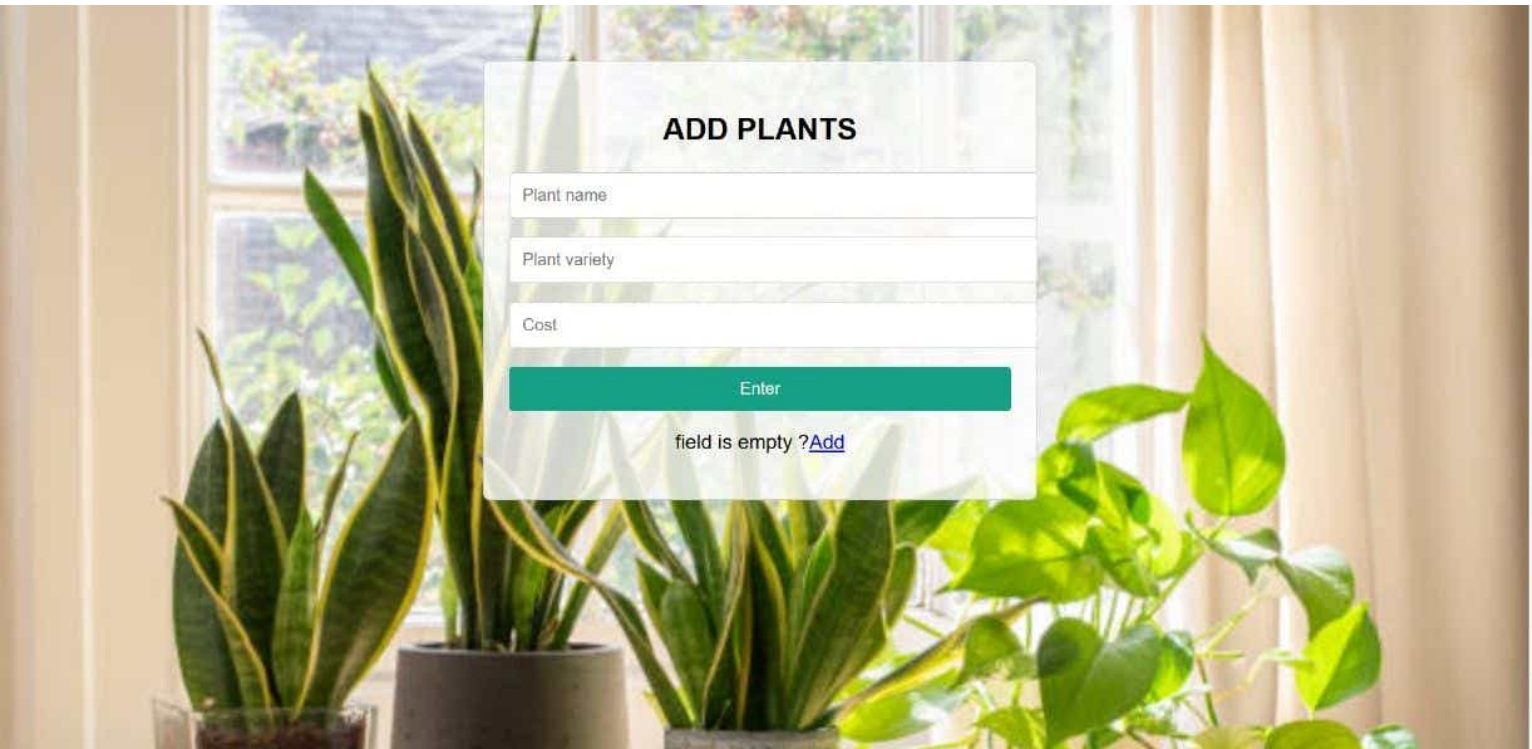 ADD PLANTS
Plant name
Plant variety
Cost
Enter
field is empty ?Add